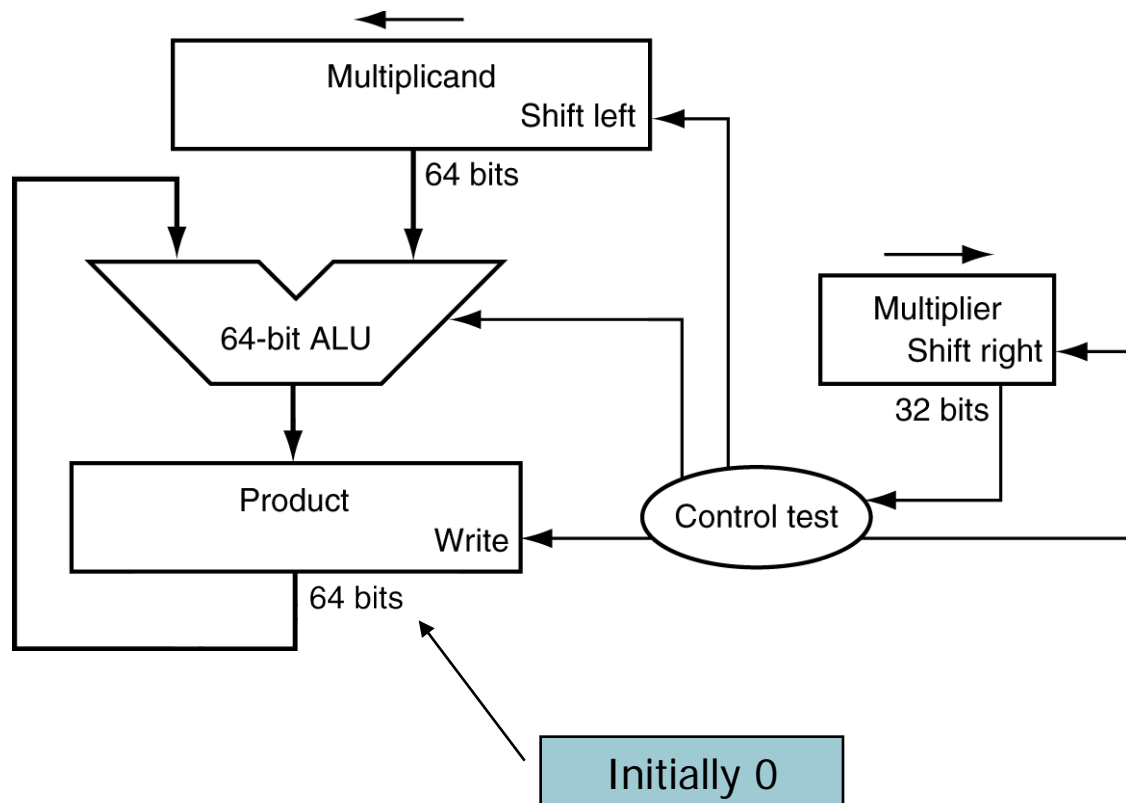 Multiplicand
Shift left
64 bits
64-bit ALU
Multiplier
Shift right
32 bits
Product
Write
Control test
64 bits
Initially 0